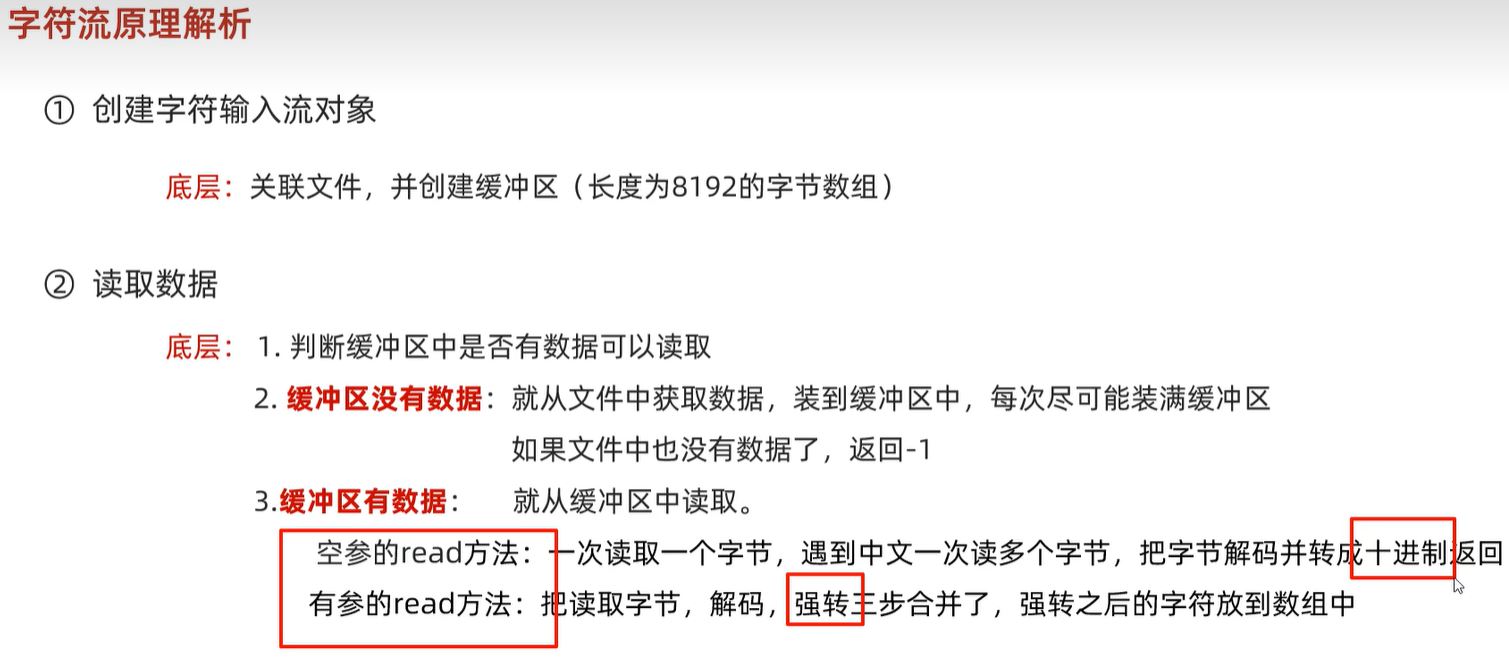 字符流原理解析
① 创建字符输入流对象
底层：关联文件，并创建缓冲区（长度为8192的字节数组）
② 读取数据
底层： 1. 判断缓冲区中是否有数据可以读取
2. 缓冲区没有数据：就从文件中获取数据，装到缓冲区中，每次尽可能装满缓冲区
如果文件中也没有数据了，返回-1
3.缓冲区有数据： 就从缓冲区中读取。
空参的read方法：一次读取一个字节，遇到中文一次读多个字节，把字节解码并转成十进制返回
有参的read方法：把读取字节，解码，强转三步合并了，强转之后的字符放到数组中